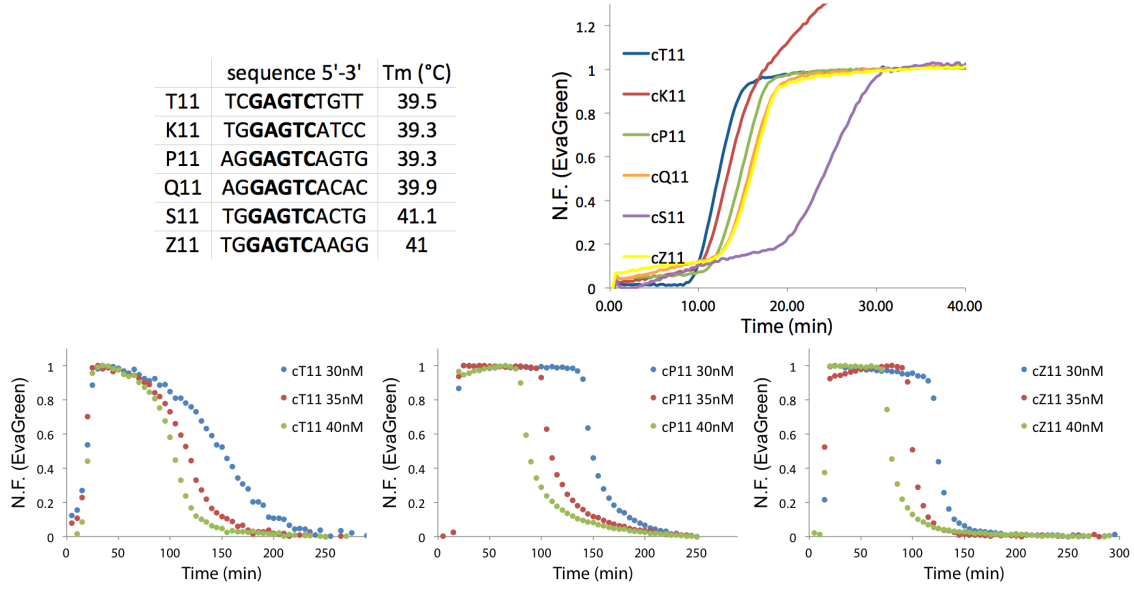 sequence 5'-3' Tm (°C)
T11 TCGAGTCTGTT 39.5
K11 TGGAGTCATCC 39.3
P11 AGGAGTCAGTG 39.3
Q11 AGGAGTCACAC 39.9
S11 TGGAGTCACTG 41.1
Z11 TGGAGTCAAGG 41
N.F. (EvaGreen)
1.2
1
0.8
0.6
0.4
0.2
0
cT11
cK11
cP11
cQ11
cS11
cZ11
0.00 10.00 20.00 30.00 40.00
Time (min)
N.F. (EvaGreen)
1
0.8
0.6
0.4
0.2
0
cT11 30nM
cT11 35nM
cT11 40nM
0 50 100 150 200 250
Time (min)
N.F. (EvaGreen)
1
0.8
0.6
0.4
0.2
0
cP11 30nM
cP11 35nM
cP11 40nM
0 50 100 150 200 250
Time (min)
N.F. (EvaGreen)
1
0.8
0.6
0.4
0.2
0
cZ11 30nM
cZ11 35nM
cZ11 40nM
0 50 100 150 200 250 300
Time (min)